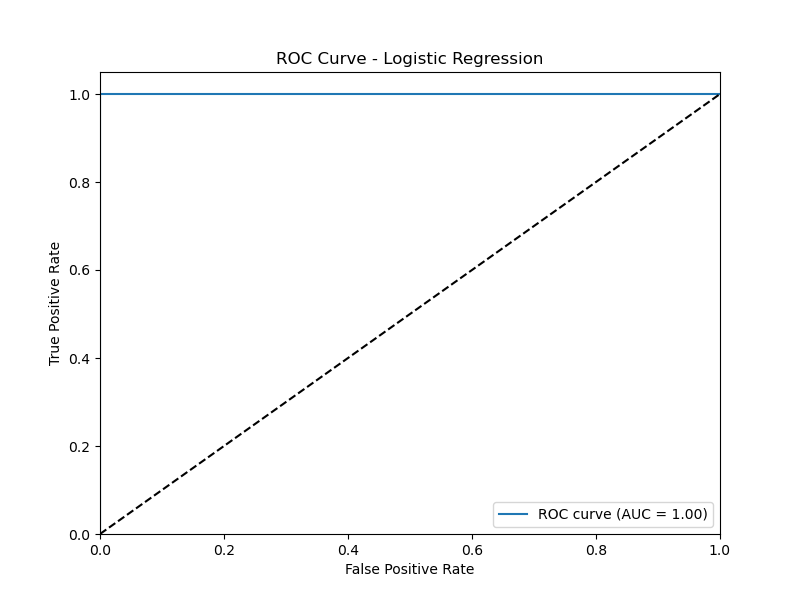 ROC Curve - Logistic Regression
1.0
0.8
0.6
0.4
0.2
0.0
True Positive Rate
ROC curve (AUC = 1.00)
0.0 0.2 0.4 0.6 0.8 1.0
False Positive Rate